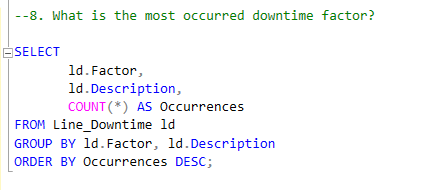 --8. What is the most occurred downtime factor?
SELECT
ld.Factor,
ld.Description,
COUNT(*) AS Occurrences
FROM Line_Downtime ld
GROUP BY ld.Factor, ld.Description
ORDER BY Occurrences DESC;